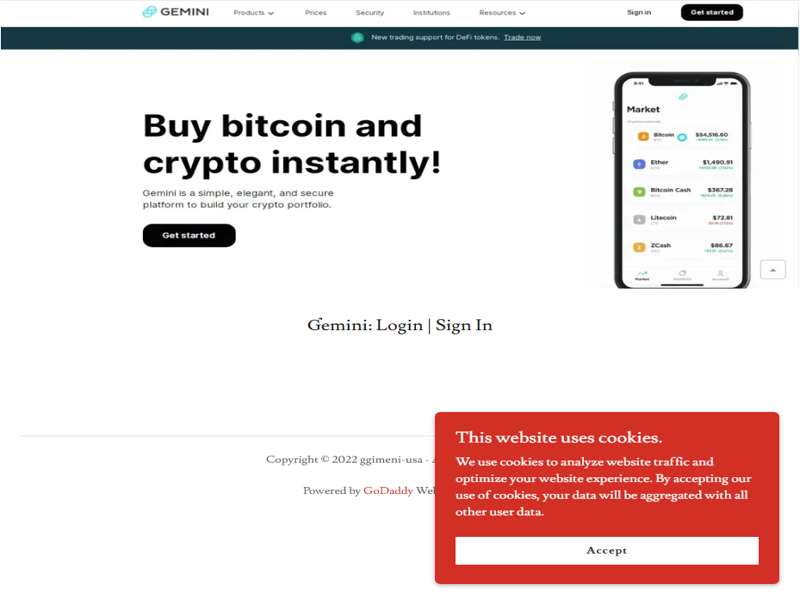 GEMINI Products Prices Security Institutions Resources Sign in Get started
New trading support for DeFi tokens. Trade now
Buy bitcoin and
crypto instantly!
Gemini is a simple, elegant, and secure
platform to build your crypto portfolio.
Get started
9:41
Market
Bitcoin $54,516.60
Ether $1,490.91
Bitcoin Cash $367.28
Litecoin $72.81
ZCash $86.67
Market Portfolio Account
Gemini: Login | Sign In
Copyright © 2022 ggimeni-usa -
Powered by GoDaddy
This website uses cookies.
We use cookies to analyze website traffic and
optimize your website experience. By accepting our
use of cookies, your data will be aggregated with all
other user data.
Accept